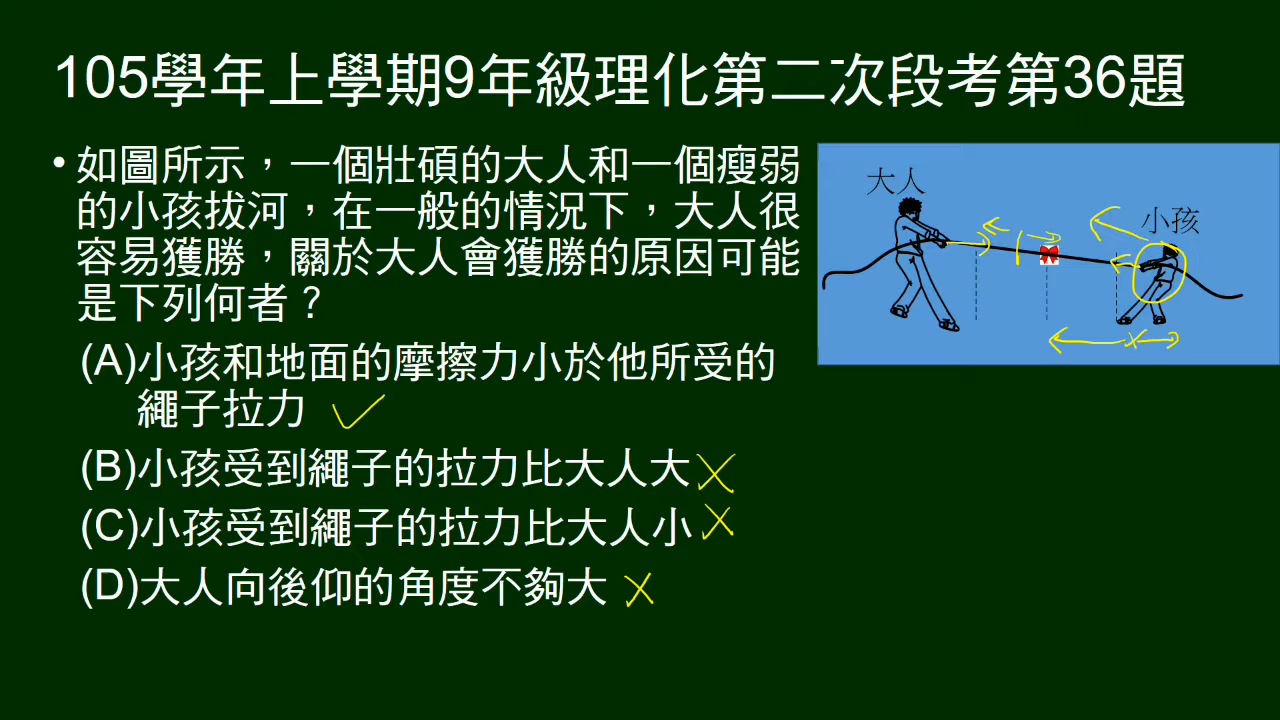 105學年上學期9年級理化第二次段考第36題
• 如圖所示，一個壯碩的大人和一個瘦弱
的小孩拔河，在一般的情況下，大人很
容易獲勝，關於大人會獲勝的原因可能
是下列何者？
(A)小孩和地面的摩擦力小於他所受的
繩子拉力
(B)小孩受到繩子的拉力比大人大
(C)小孩受到繩子的拉力比大人小
(D)大人向後仰的角度不夠大
大人
小孩